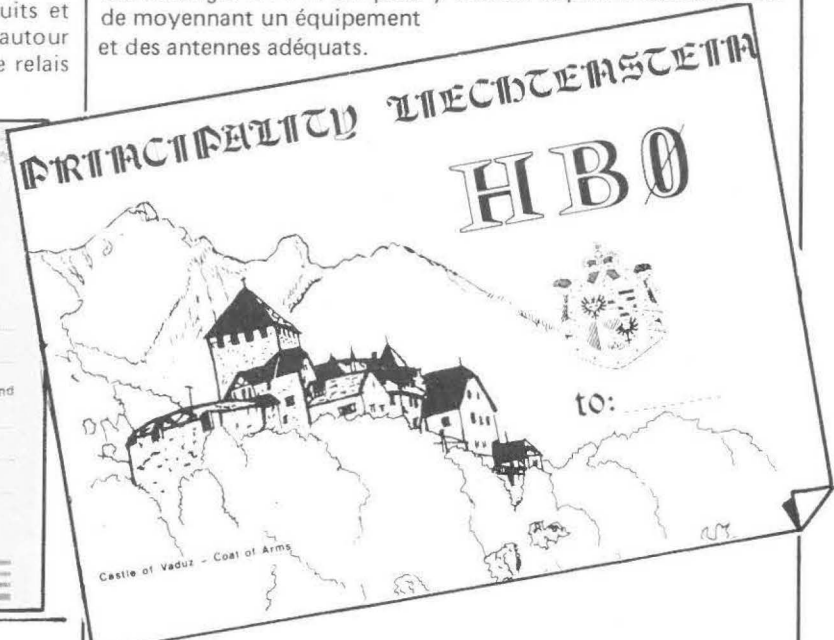 uits et
autour
e relais
de moyennant un équipement
et des antennes adéquats.
PRINCIPALITY LIECHTENSTEIN
HBØ
to:
Castle of Vaduz - Coat of Arms
nd